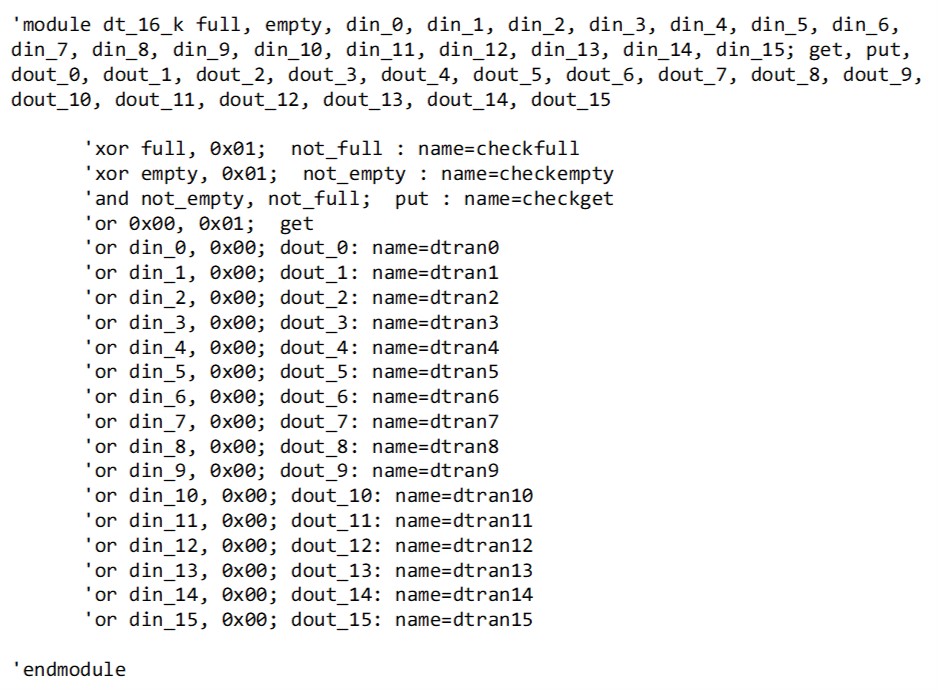 'module dt_16_k full, empty, din_0, din_1, din_2, din_3, din_4, din_5, din_6,
din_7, din_8, din_9, din_10, din_11, din_12, din_13, din_14, din_15; get, put,
dout_0, dout_1, dout_2, dout_3, dout_4, dout_5, dout_6, dout_7, dout_8, dout_9,
dout_10, dout_11, dout_12, dout_13, dout_14, dout_15
'xor full, 0x01;  not_full : name=checkfull
'xor empty, 0x01;  not_empty : name=checkempty
'and not_empty, not_full;  put : name=checkget
'or 0x00, 0x01;  get
'or din_0, 0x00; dout_0: name=dtran0
'or din_1, 0x00; dout_1: name=dtran1
'or din_2, 0x00; dout_2: name=dtran2
'or din_3, 0x00; dout_3: name=dtran3
'or din_4, 0x00; dout_4: name=dtran4
'or din_5, 0x00; dout_5: name=dtran5
'or din_6, 0x00; dout_6: name=dtran6
'or din_7, 0x00; dout_7: name=dtran7
'or din_8, 0x00; dout_8: name=dtran8
'or din_9, 0x00; dout_9: name=dtran9
'or din_10, 0x00; dout_10: name=dtran10
'or din_11, 0x00; dout_11: name=dtran11
'or din_12, 0x00; dout_12: name=dtran12
'or din_13, 0x00; dout_13: name=dtran13
'or din_14, 0x00; dout_14: name=dtran14
'or din_15, 0x00; dout_15: name=dtran15
'endmodule